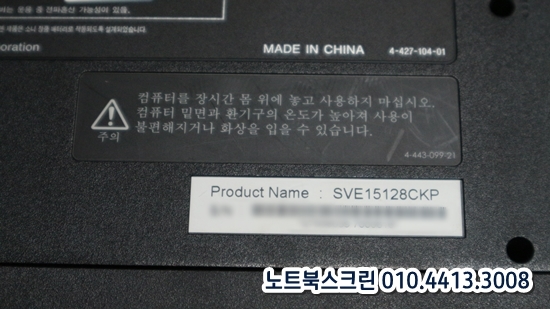 노트북스크린 010.4413.3008
orporation
MADE IN CHINA
4-427-104-01
컴퓨터를 장시간 몸 위에 놓고 사용하지 마십시오.
컴퓨터 밑면과 환기구의 온도가 높아져 사용이
불편해지거나 화상을 입을 수 있습니다.
주의
4-443-099-21
Product Name : SVE15128CKP
S/N :